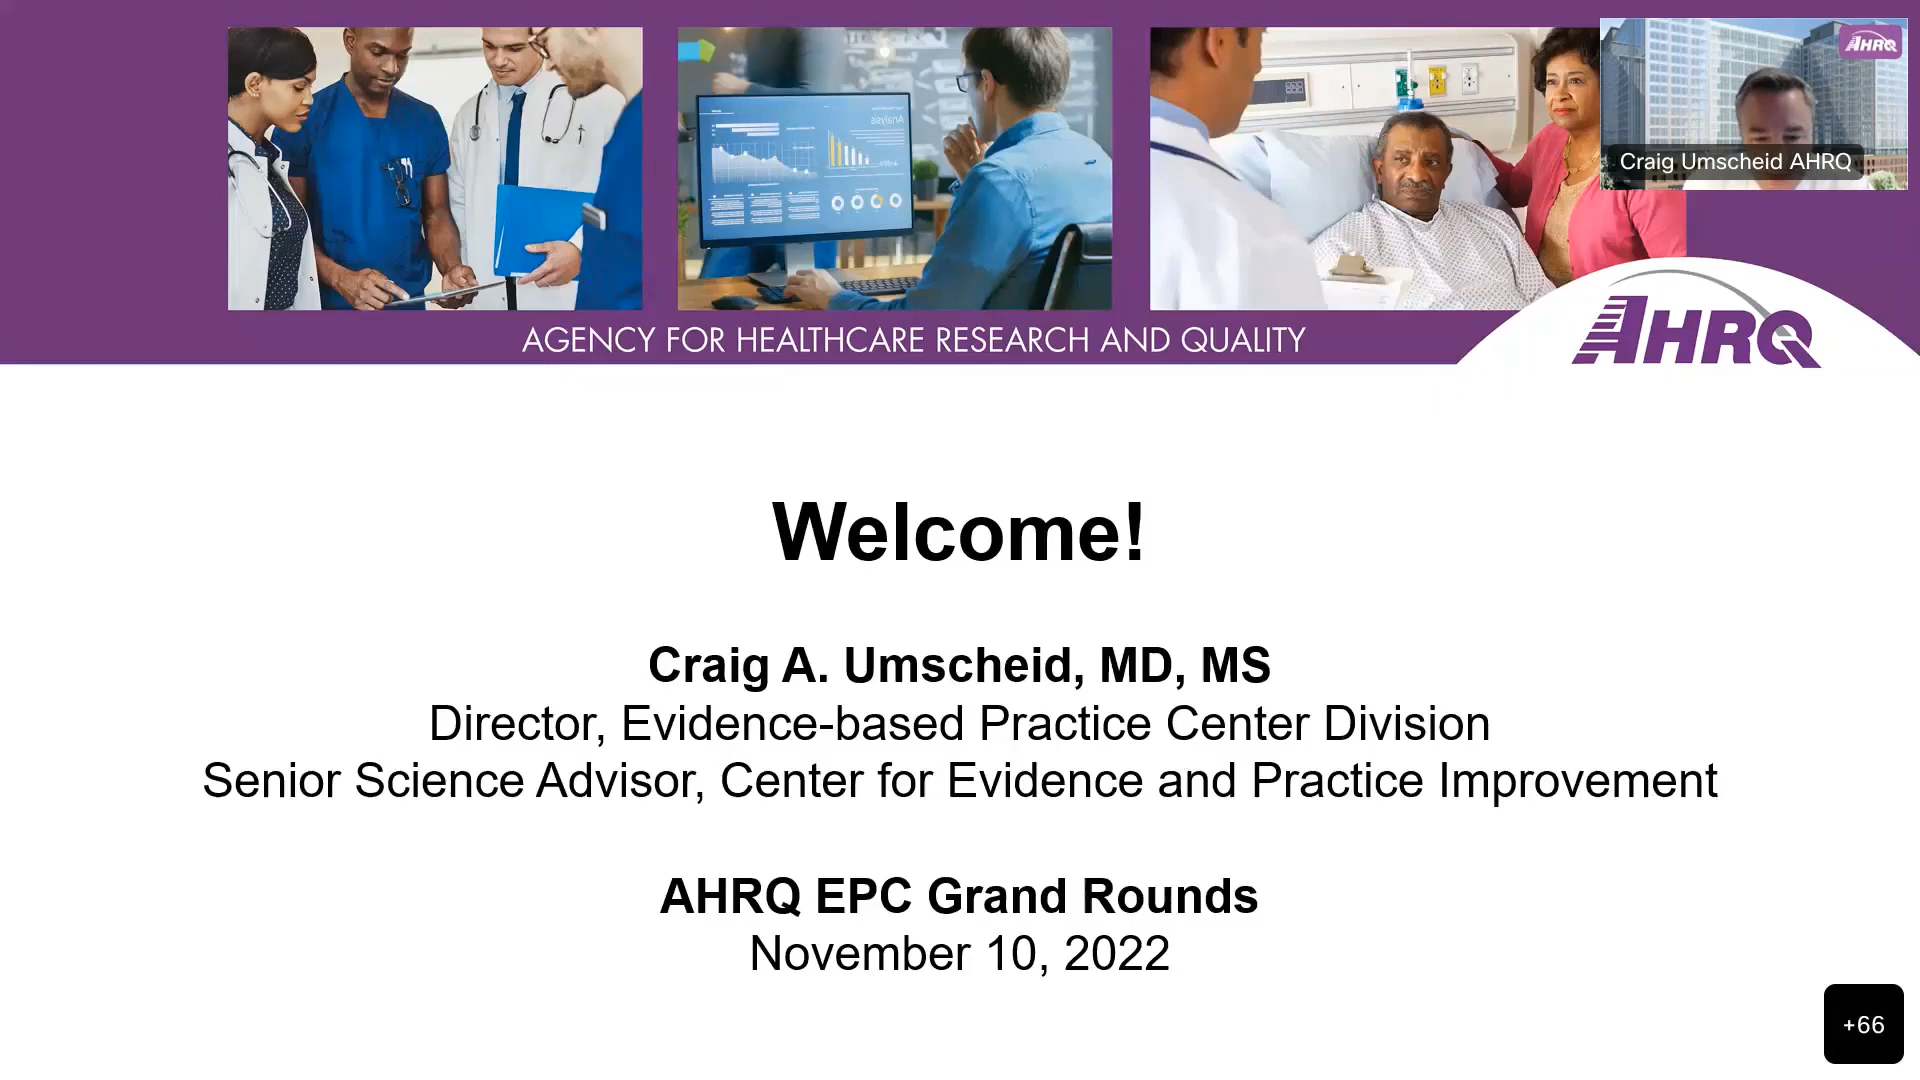 AHRQ
Craig Umscheid AHRQ
Analysis
AGENCY FOR HEALTHCARE RESEARCH AND QUALITY
AHRQ
Welcome!
Craig A. Umscheid, MD, MS
Director, Evidence-based Practice Center Division
Senior Science Advisor, Center for Evidence and Practice Improvement
AHRQ EPC Grand Rounds
November 10, 2022
+66